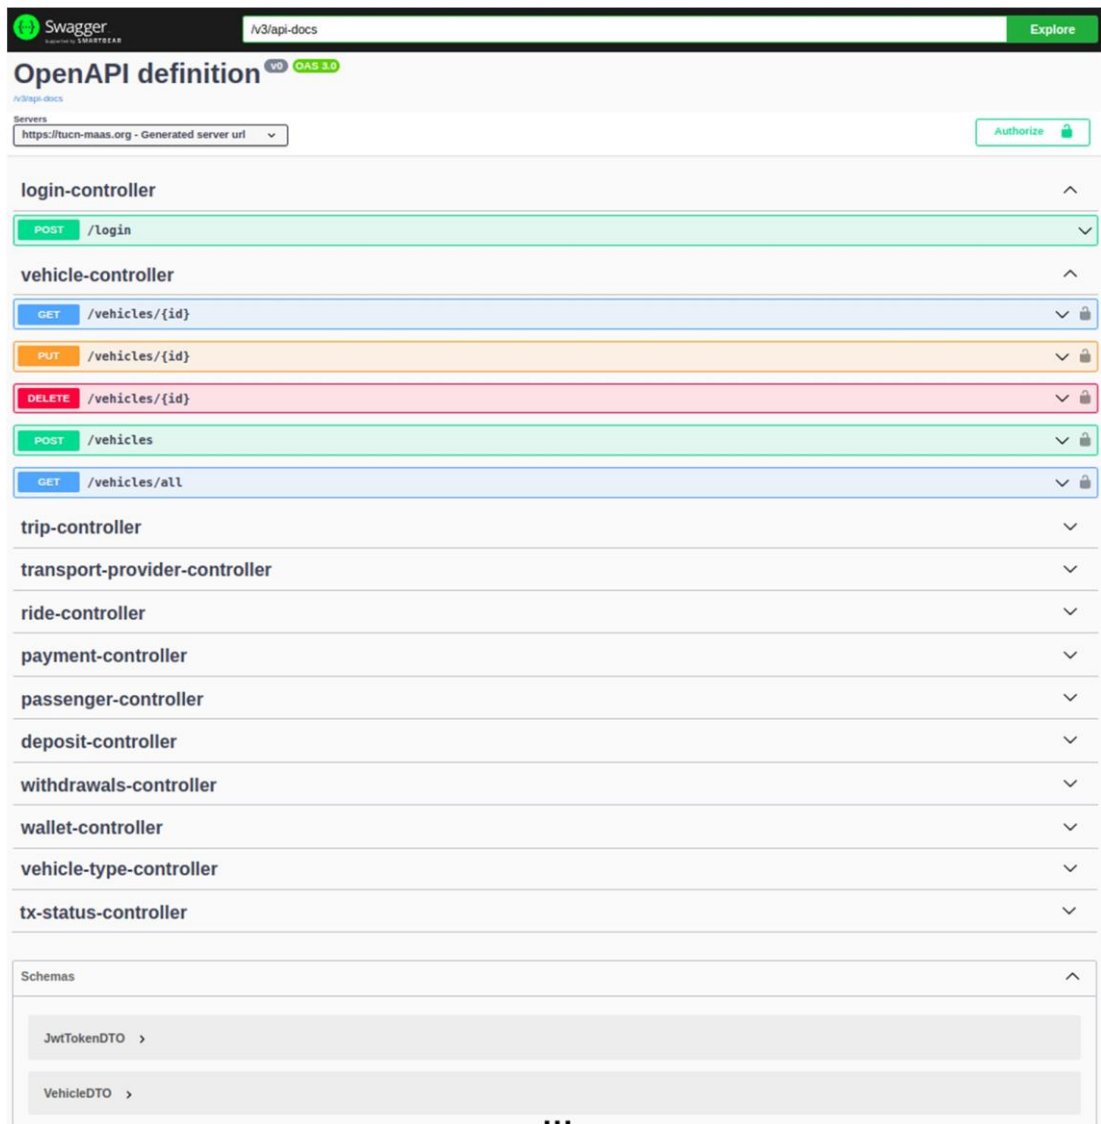 Swagger
Supported by SMARTBEAR
/v3/api-docs
Explore
OpenAPI definition v0 OAS 3.0
/v3/api-docs
Servers
https://tucn-maas.org - Generated server url
Authorize
login-controller
POST /login
vehicle-controller
GET /vehicles/{id}
PUT /vehicles/{id}
DELETE /vehicles/{id}
POST /vehicles
GET /vehicles/all
trip-controller
transport-provider-controller
ride-controller
payment-controller
passenger-controller
deposit-controller
withdrawals-controller
wallet-controller
vehicle-type-controller
tx-status-controller
Schemas
JwtTokenDTO >
VehicleDTO >
...